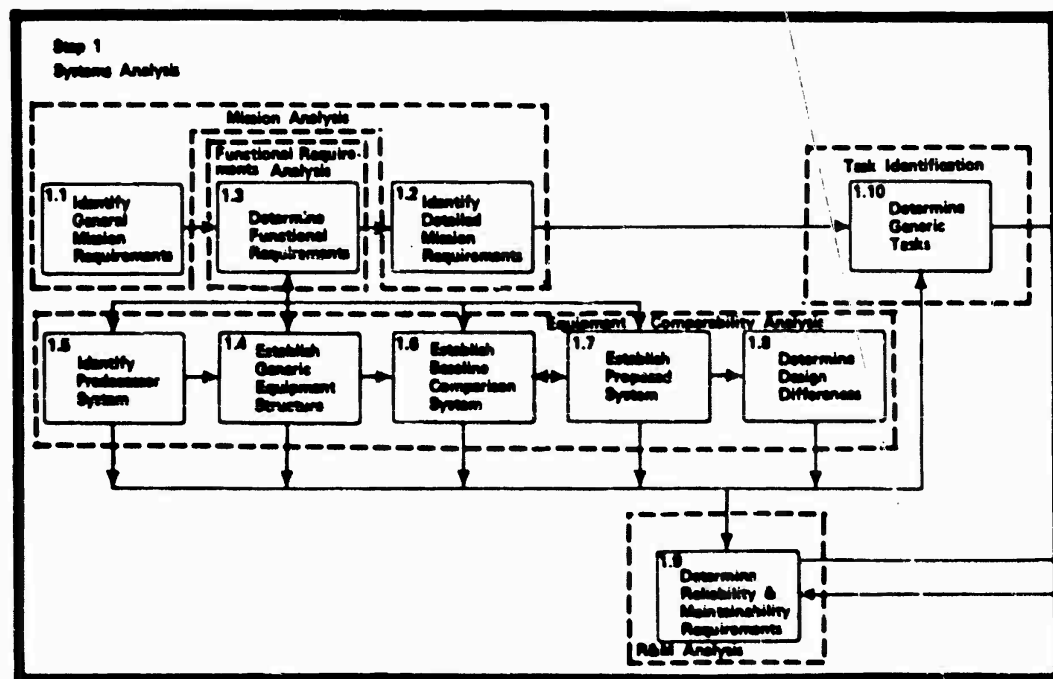 Step 1
Systems Analysis
Mission Analysis
Functional Require-
ments Analysis
Task Identification
1.1
Identify
General
Mission
Requirements
1.3
Determine
Functional
Requirements
1.2
Identify
Detailed
Mission
Requirements
1.10
Determine
Generic
Tasks
Equipment Comparability Analysis
1.5
Identify
Predecessor
System
1.4
Establish
Generic
Equipment
Structure
1.6
Establish
Baseline
Comparison
System
1.7
Establish
Proposed
System
1.8
Determine
Design
Differences
1.9
Determine
Reliability &
Maintainability
Requirements
R&M Analysis